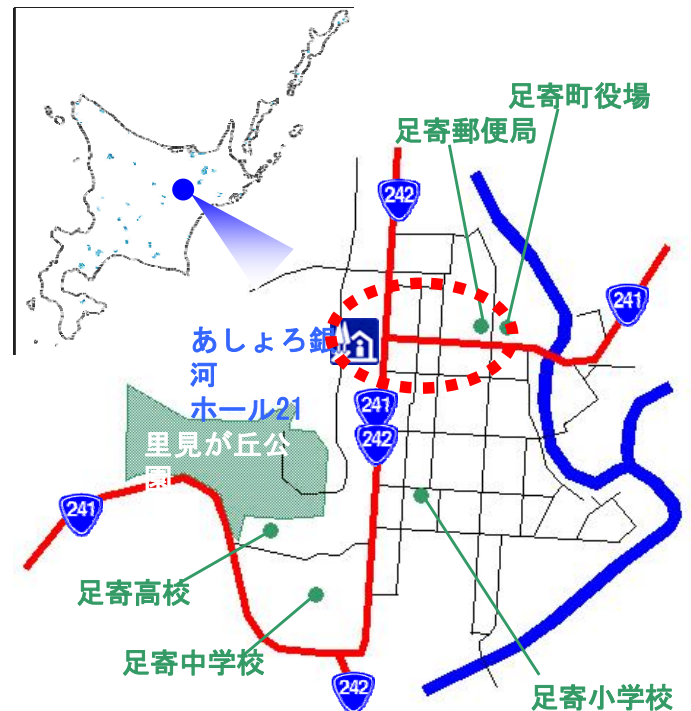 足寄町役場
足寄郵便局
242
241
あしょろ銀
河
ホール21
241
242
里見が丘公
園
241
足寄高校
足寄中学校
242
足寄小学校